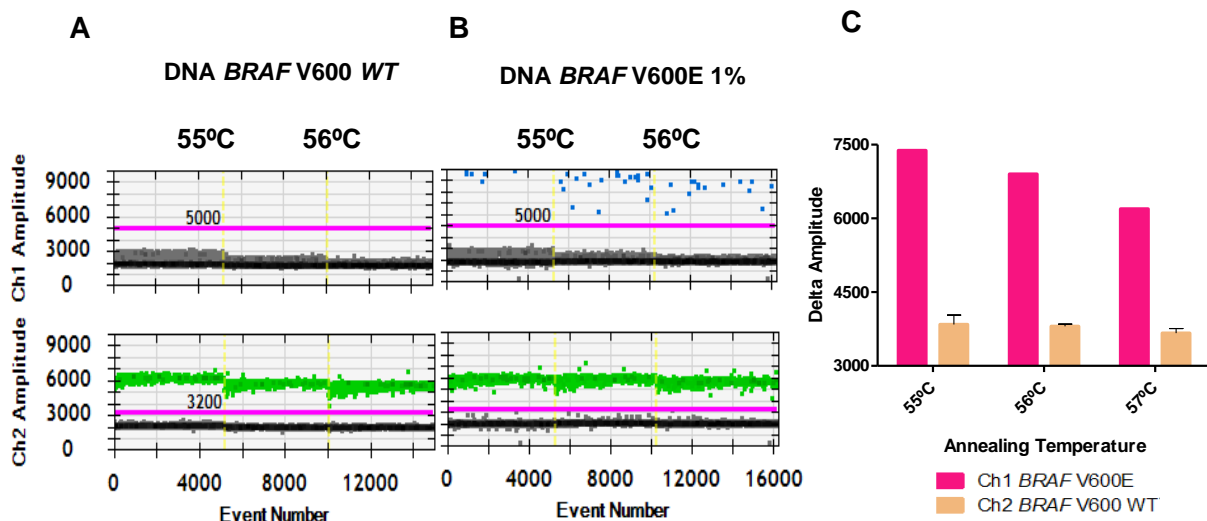 A
DNA BRAF V600 WT
55ºC 56ºC
Ch1 Amplitude
9000
6000
3000
0
5000
Ch2 Amplitude
9000
6000
3000
0
3200
0 4000 8000 12000
Event Number
B
DNA BRAF V600E 1%
55ºC 56ºC
5000
0 4000 8000 12000 16000
Event Number
C
Delta Amplitude
7500
6000
4500
3000
55ºC 56ºC 57ºC
Annealing Temperature
Ch1 BRAF V600E
Ch2 BRAF V600 WT